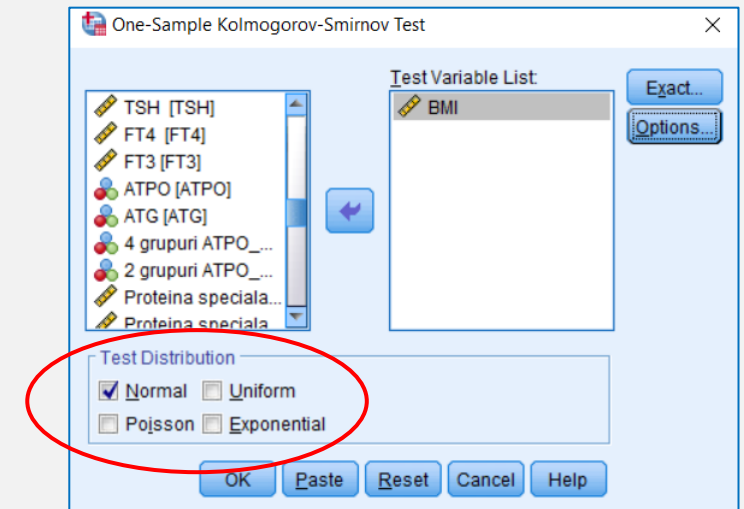 One-Sample Kolmogorov-Smirnov Test
Test Variable List:
TSH [TSH]
FT4 [FT4]
FT3 [FT3]
ATPO [ATPO]
ATG [ATG]
4 grupuri ATPO_...
2 grupuri ATPO_...
Proteina speciala...
Proteina speciala
BMI
Exact...
Options...
Test Distribution
Normal Uniform
Poisson Exponential
OK Paste Reset Cancel Help